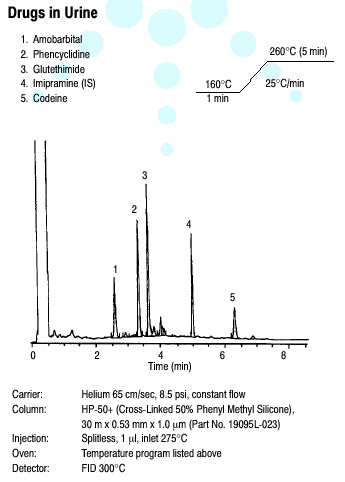 Drugs in Urine
1. Amobarbital
2. Phencyclidine
3. Glutethimide
4. Imipramine (IS)
5. Codeine
260°C (5 min)
160°C
25°C/min
1 min
3
2
4
1
5
0 2 4 6 8
Time (min)
Carrier: Helium 65 cm/sec, 8.5 psi, constant flow
Column: HP-50+ (Cross-Linked 50% Phenyl Methyl Silicone),
30 m x 0.53 mm x 1.0 µm (Part No. 19095L-023)
Injection: Splitless, 1 µl, inlet 275°C
Oven: Temperature program listed above
Detector: FID 300°C